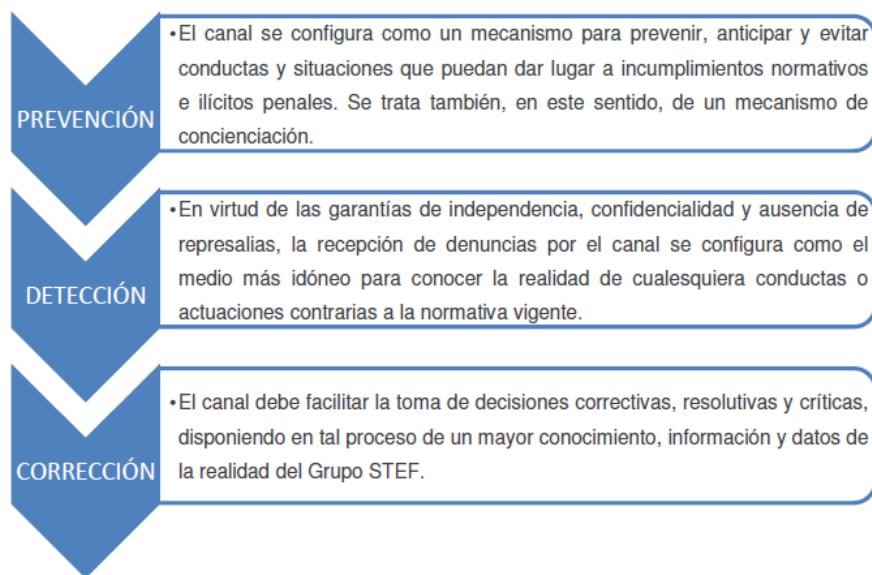 •El canal se configura como un mecanismo para prevenir, anticipar y evitar
conductas y situaciones que puedan dar lugar a incumplimientos normativos
e ilícitos penales. Se trata también, en este sentido, de un mecanismo de
concienciación.
PREVENCIÓN
•En virtud de las garantías de independencia, confidencialidad y ausencia de
represalias, la recepción de denuncias por el canal se configura como el
medio más idóneo para conocer la realidad de cualesquiera conductas o
actuaciones contrarias a la normativa vigente.
DETECCIÓN
•El canal debe facilitar la toma de decisiones correctivas, resolutivas y críticas,
disponiendo en tal proceso de un mayor conocimiento, información y datos de
la realidad del Grupo STEF.
CORRECCIÓN